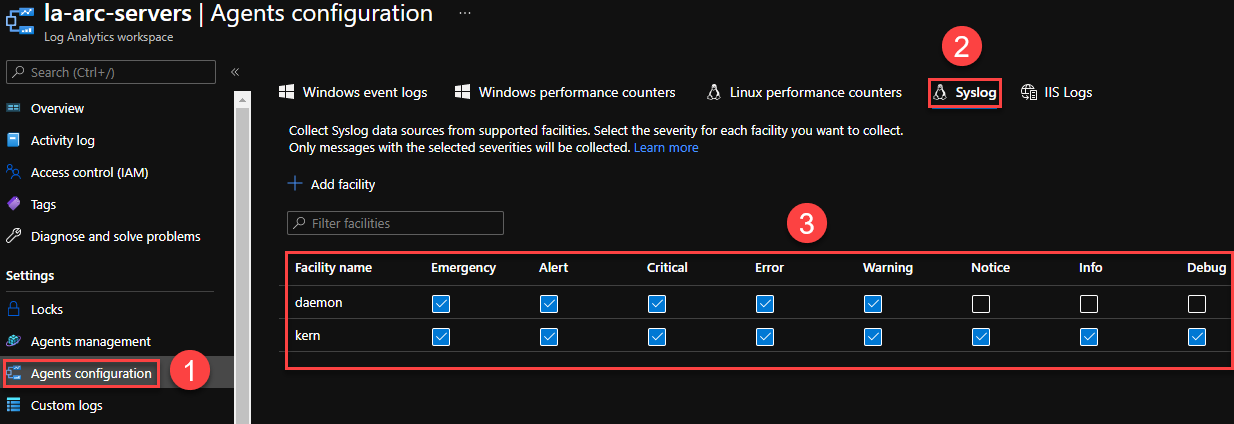 la-arc-servers | Agents configuration ...
Log Analytics workspace
Search (Ctrl+/) «
Overview
Activity log
Access control (IAM)
Tags
Diagnose and solve problems
Settings
Locks
Agents management
Agents configuration 1
Custom logs
2
Windows event logs Windows performance counters Linux performance counters Syslog IIS Logs
Collect Syslog data sources from supported facilities. Select the severity for each facility you want to collect.
Only messages with the selected severities will be collected. Learn more
+ Add facility
Filter facilities
3
Facility name Emergency Alert Critical Error Warning Notice Info Debug
daemon
kern